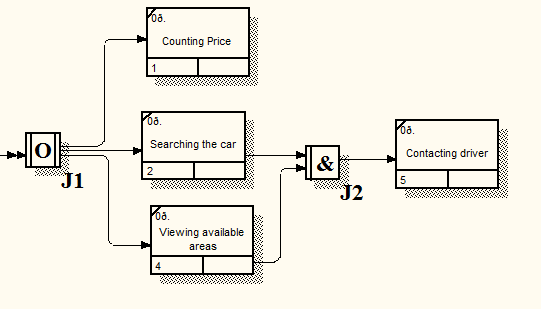 0ð.
Counting Price
1
O
J1
0ð.
Searching the car
2
&
J2
0ð.
Contacting driver
5
0ð.
Viewing available
areas
4